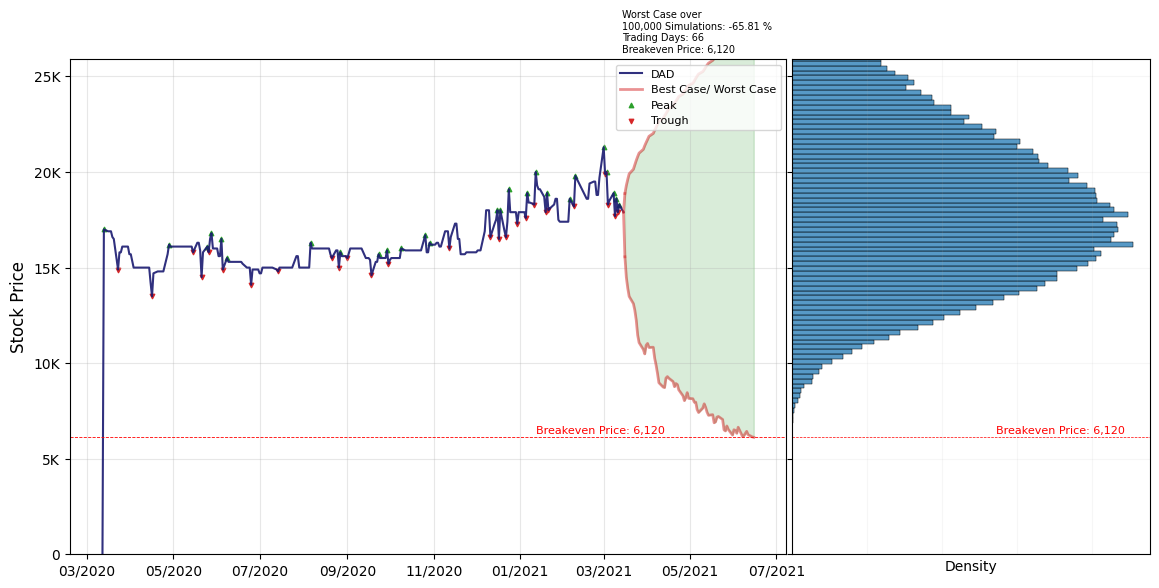 Worst Case over
100,000 Simulations: -65.81 %
Trading Days: 66
Breakeven Price: 6,120
DAD
Best Case/ Worst Case
Peak
Trough
Stock Price
25K
20K
15K
10K
5K
0
Breakeven Price: 6,120
Breakeven Price: 6,120
03/2020 05/2020 07/2020 09/2020 11/2020 01/2021 03/2021 05/2021 07/2021
Density